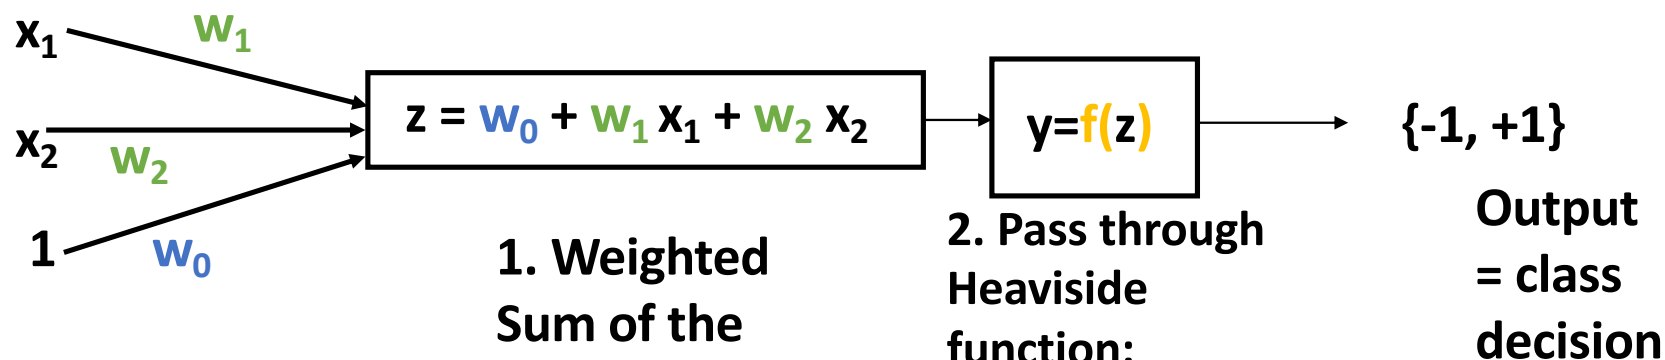 x₁
w₁
x₂
w₂
1
w₀
z = w₀ + w₁ x₁ + w₂ x₂
y=f(z)
{-1, +1}
1. Weighted
Sum of the
2. Pass through
Heaviside
function:
Output
= class
decision